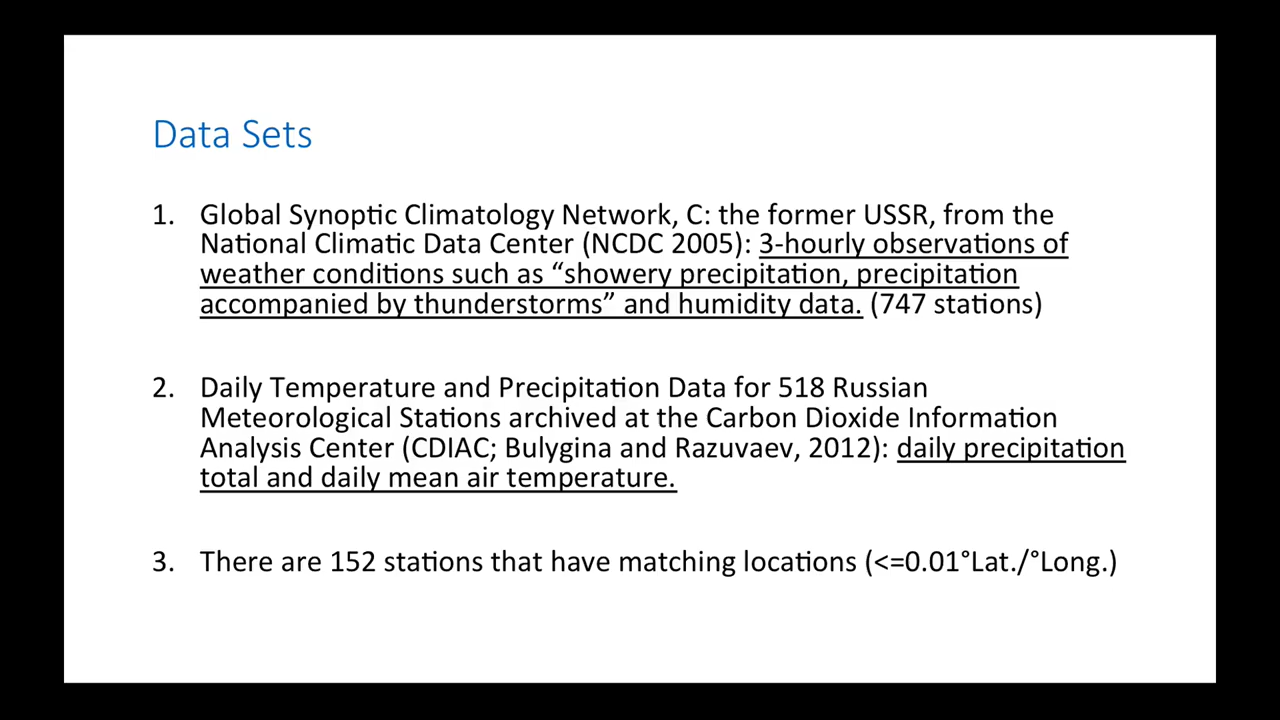 Data Sets
1. Global Synoptic Climatology Network, C: the former USSR, from the
National Climatic Data Center (NCDC 2005): 3-hourly observations of
weather conditions such as “showery precipitation, precipitation
accompanied by thunderstorms” and humidity data. (747 stations)
2. Daily Temperature and Precipitation Data for 518 Russian
Meteorological Stations archived at the Carbon Dioxide Information
Analysis Center (CDIAC; Bulygina and Razuvaev, 2012): daily precipitation
total and daily mean air temperature.
3. There are 152 stations that have matching locations (<=0.01°Lat./°Long.)